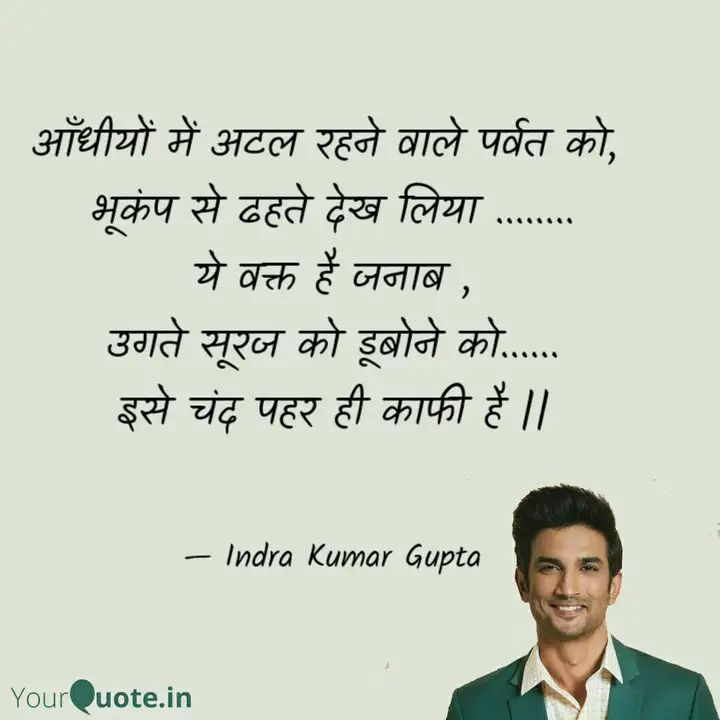 आँधीयों में अटल रहने वाले पर्वत को,
भूकंप से ढहते देख लिया ........
ये वक्त है जनाब ,
उगते सूरज को डूबोने को......
इसे चंद पहर ही काफी है ||
— Indra Kumar Gupta
YourQuote.in